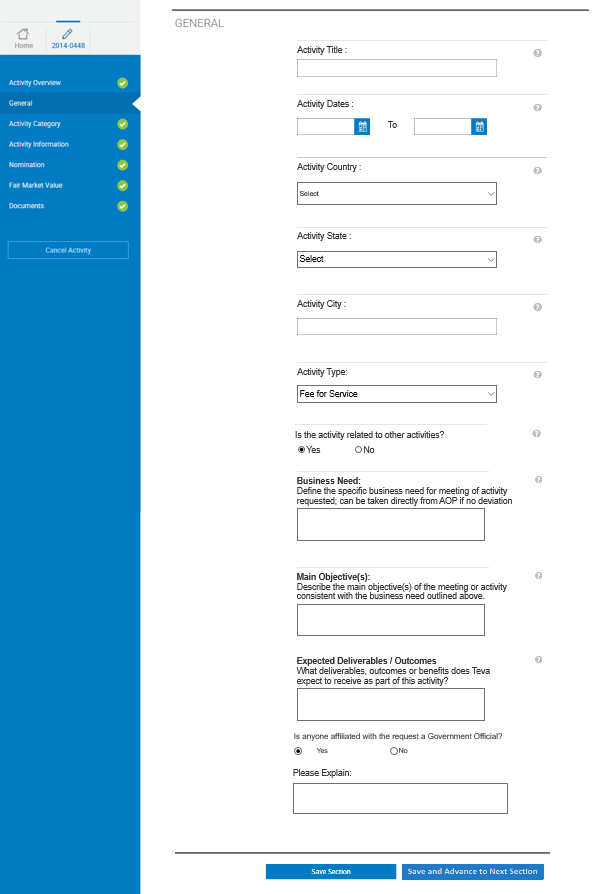 Home
2014-0448
Activity Overview
General
Activity Category
Activity Information
Nomination
Fair Market Value
Documents
Cancel Activity
GENERAL
Activity Title :
?
Activity Dates :
?
To
Activity Country :
?
Select
Activity State :
?
Select
Activity City :
?
Activity Type:
?
Fee for Service
Is the activity related to other activities?
?
Yes No
Business Need:
?
Define the specific business need for meeting of activity
requested; can be taken directly from AOP if no deviation
Main Objective(s):
?
Describe the main objective(s) of the meeting or activity
consistent with the business need outlined above.
Expected Deliverables / Outcomes
?
What deliverables, outcomes or benefits does Teva
expect to receive as part of this activity?
Is anyone affiliated with the request a Government Official?
Yes No
Please Explain:
Save Section
Save and Advance to Next Section